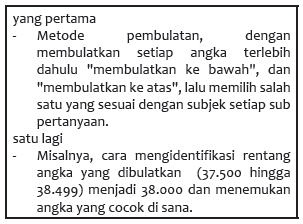 yang pertama
- Metode pembulatan, dengan
membulatkan setiap angka terlebih
dahulu "membulatkan ke bawah", dan
"membulatkan ke atas", lalu memilih salah
satu yang sesuai dengan subjek setiap sub
pertanyaan.
satu lagi
- Misalnya, cara mengidentifikasi rentang
angka yang dibulatkan (37.500 hingga
38.499) menjadi 38.000 dan menemukan
angka yang cocok di sana.